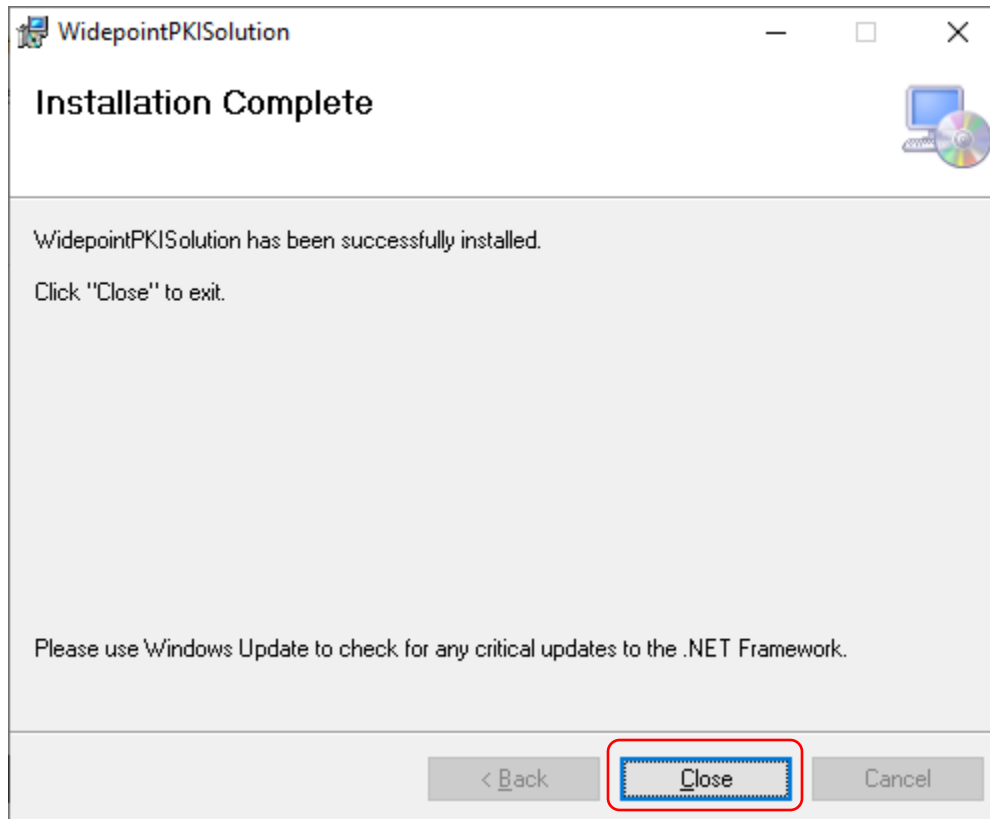 WidepointPKISolution
Installation Complete
WidepointPKISolution has been successfully installed.
Click "Close" to exit.
Please use Windows Update to check for any critical updates to the .NET Framework.
< Back Close Cancel